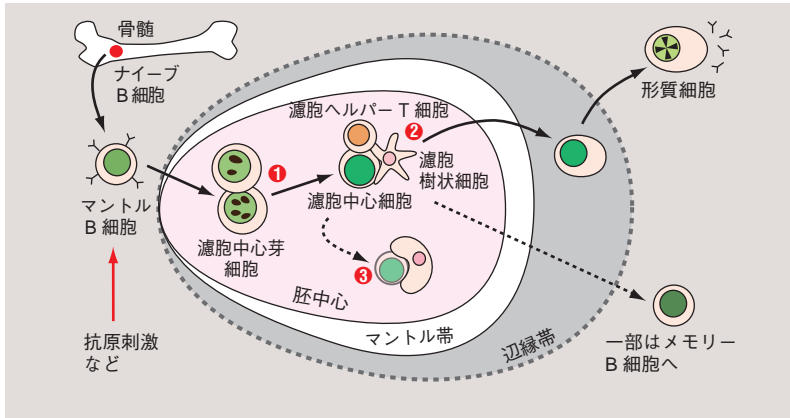 骨髄
ナイーブ
B 細胞
マントル
B 細胞
抗原刺激
など
❶
濾胞中心芽
細胞
濾胞ヘルパー T 細胞
❷
濾胞
樹状細胞
濾胞中心細胞
❸
胚中心
マントル帯
辺縁帯
形質細胞
一部はメモリー
B 細胞へ